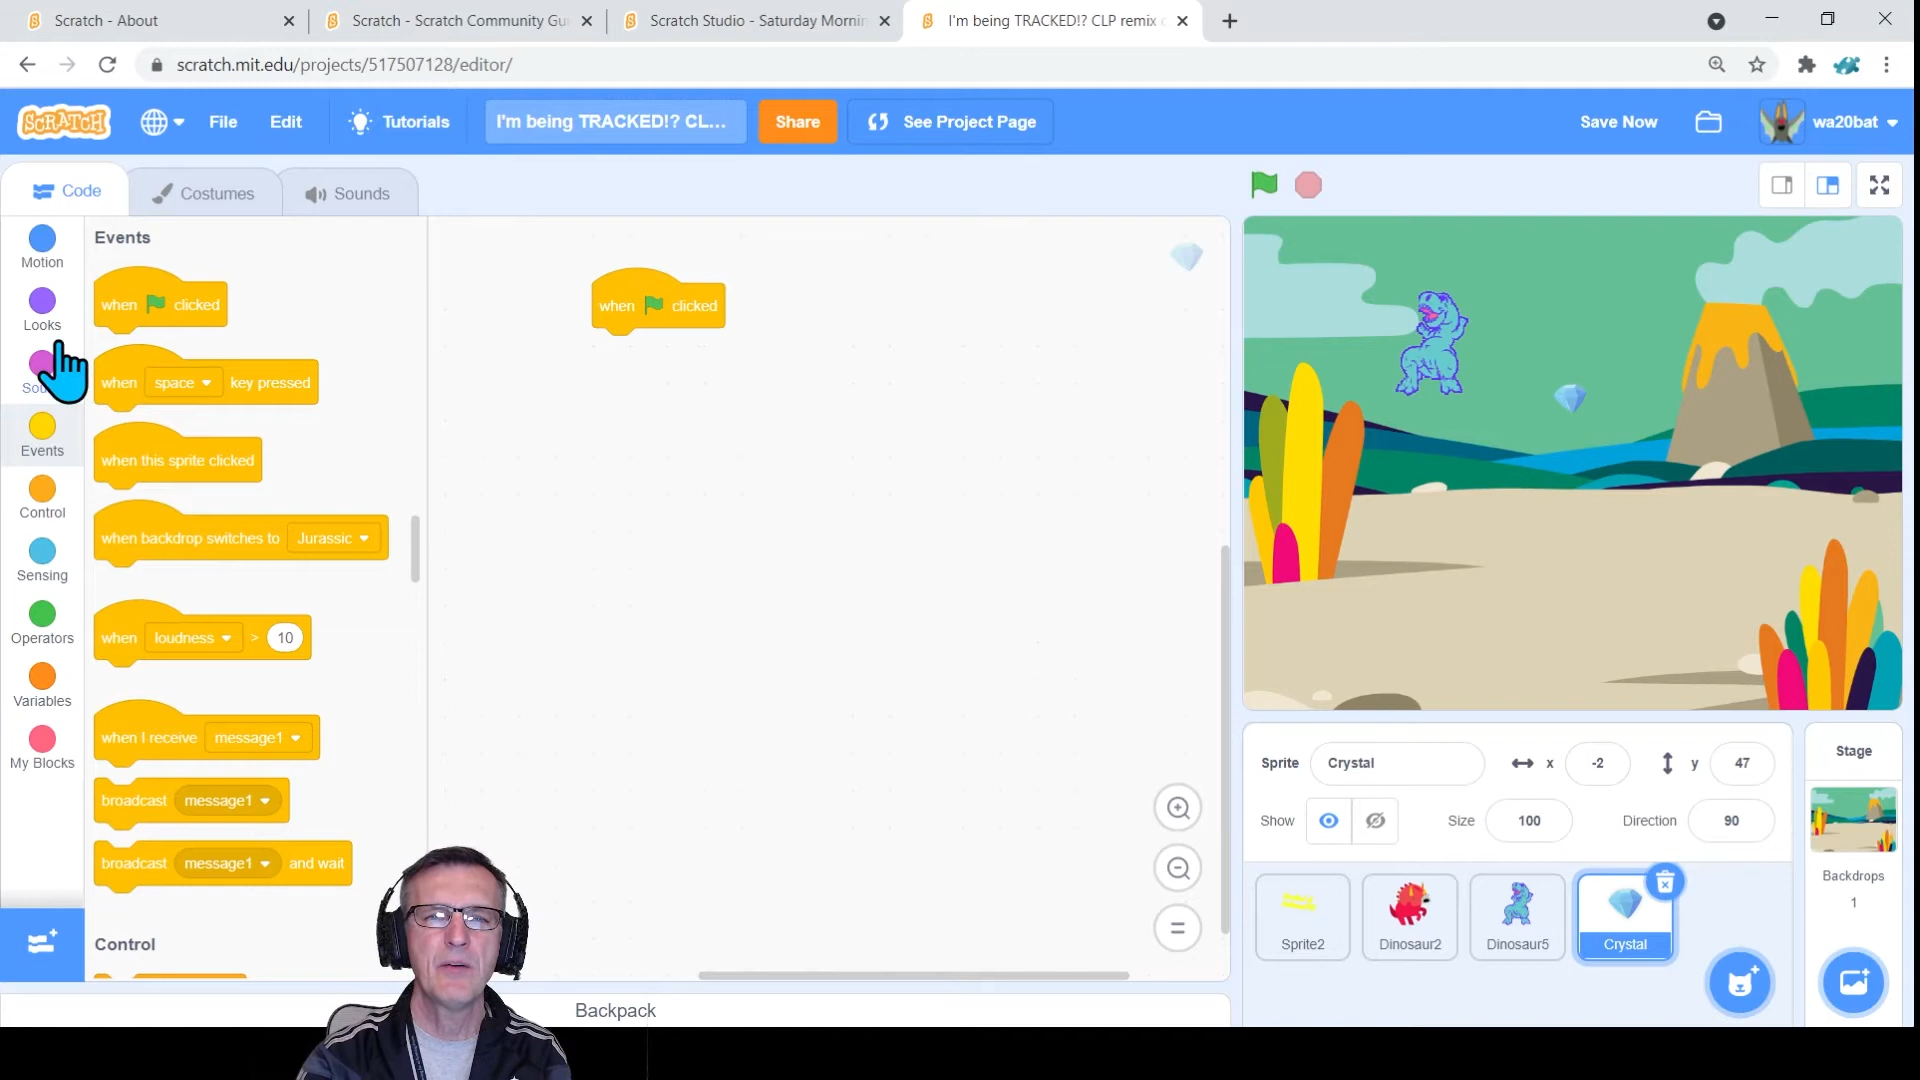 Scratch - About
Scratch - Scratch Community Gu
Scratch Studio - Saturday Mornin
I'm being TRACKED!? CLP remix
scratch.mit.edu/projects/517507128/editor/
SCRATCH
File
Edit
Tutorials
I'm being TRACKED!? CL...
Share
See Project Page
Save Now
wa20bat
Code
Costumes
Sounds
Motion
Looks
Events
Control
Sensing
Operators
Variables
My Blocks
Events
when clicked
when space key pressed
when this sprite clicked
when backdrop switches to Jurassic
when loudness > 10
when I receive message1
broadcast message1
broadcast message1 and wait
Control
when clicked
Backpack
Sprite Crystal x -2 y 47
Show Size 100 Direction 90
Sprite2
Dinosaur2
Dinosaur5
Crystal
Stage
Backdrops
1